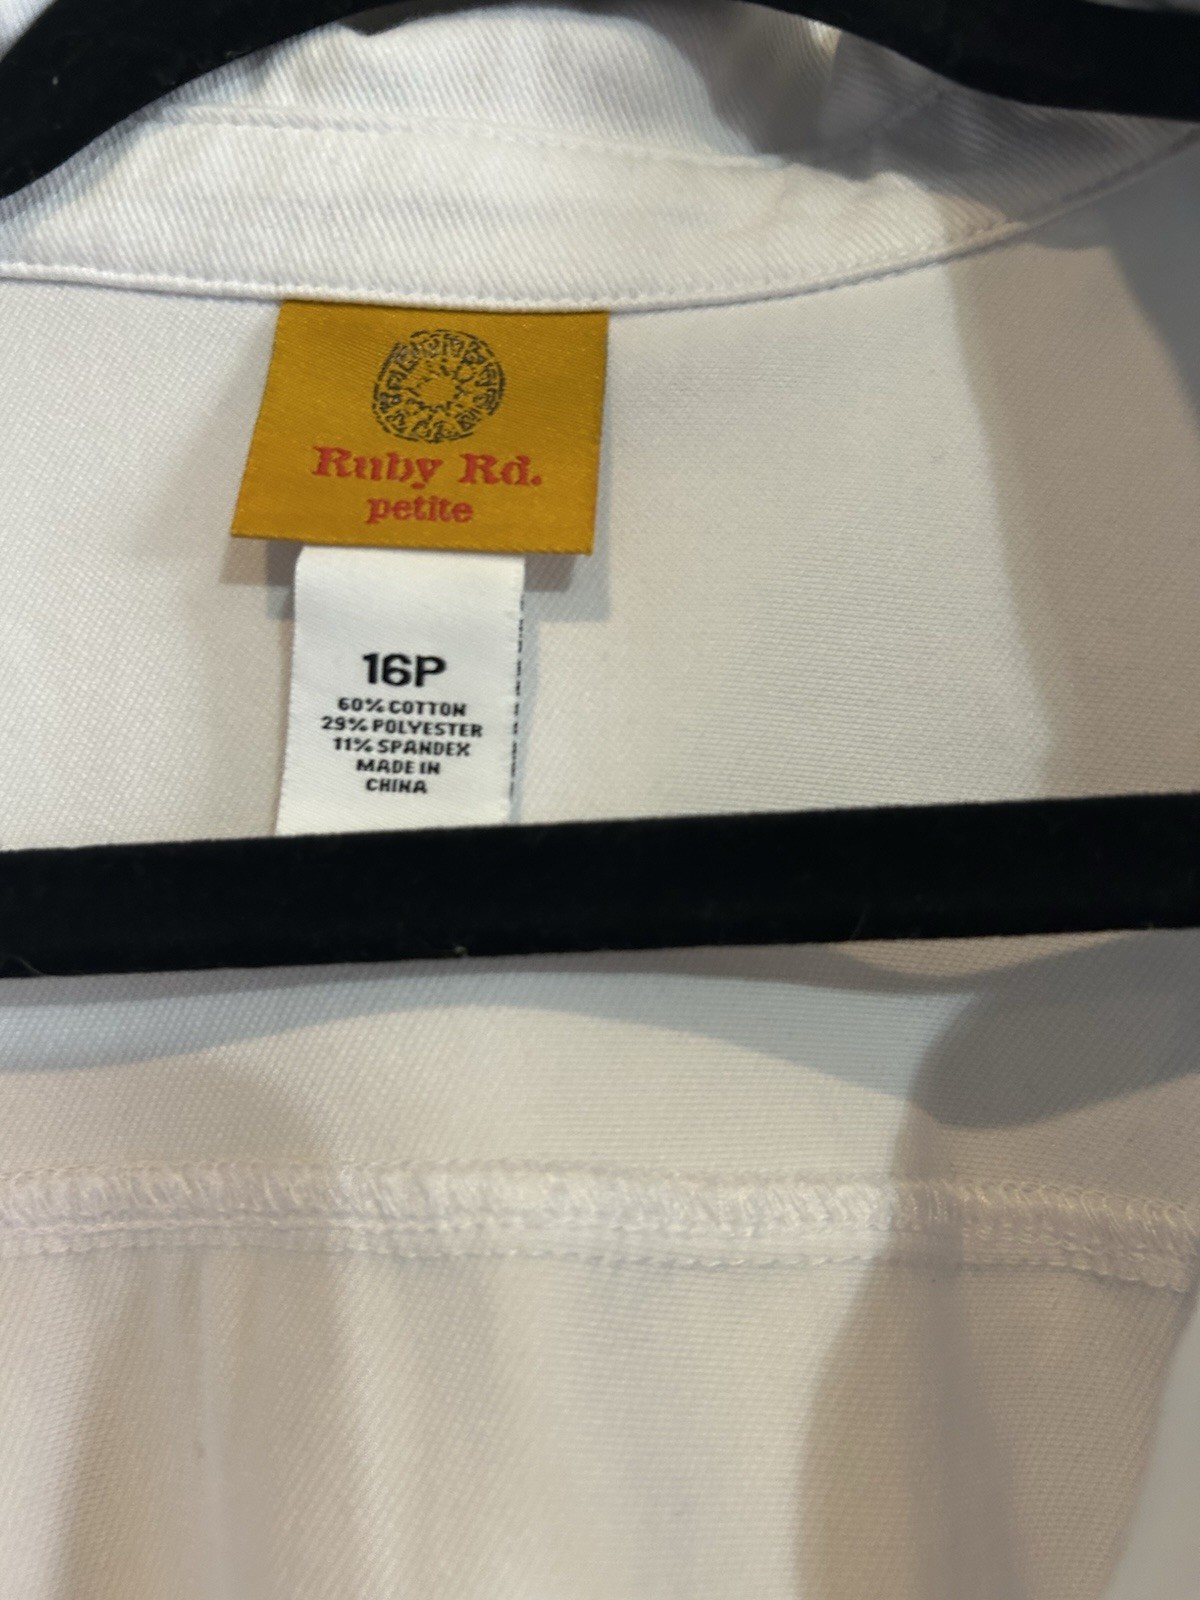 Ruby Rd.
petite
16P
60% COTTON
29% POLYESTER
11% SPANDEX
MADE IN
CHINA